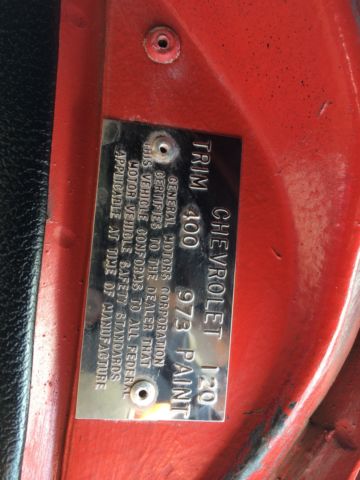 CHEVROLET I20
TRIM 400 973 PAINT
GENERAL MOTORS CORPORATION
CERTIFIES TO THE DEALER THAT
THIS VEHICLE CONFORMS TO ALL FEDERAL
MOTOR VEHICLE SAFETY STANDARDS
APPLICABLE AT TIME OF MANUFACTURE